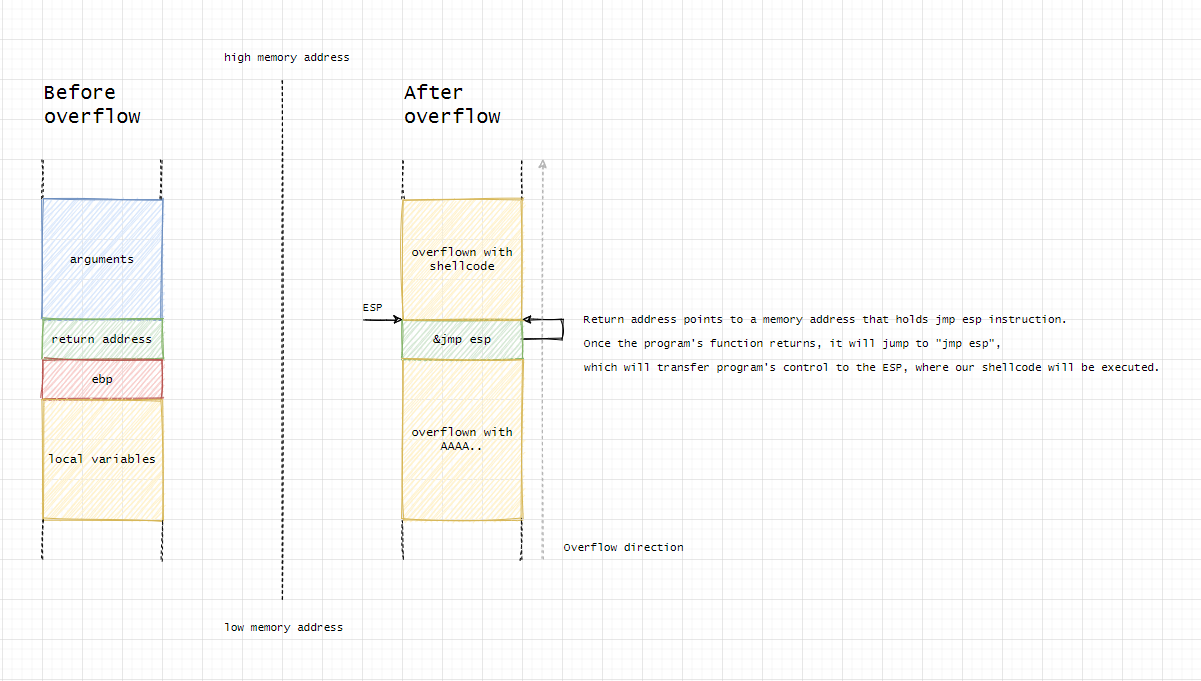 high memory address
Before
overflow
After
overflow
arguments
return address
ebp
local variables
overflown with
shellcode
ESP
&jmp esp
overflown with
AAAA..
Return address points to a memory address that holds jmp esp instruction.
Once the program's function returns, it will jump to "jmp esp",
which will transfer program's control to the ESP, where our shellcode will be executed.
Overflow direction
low memory address